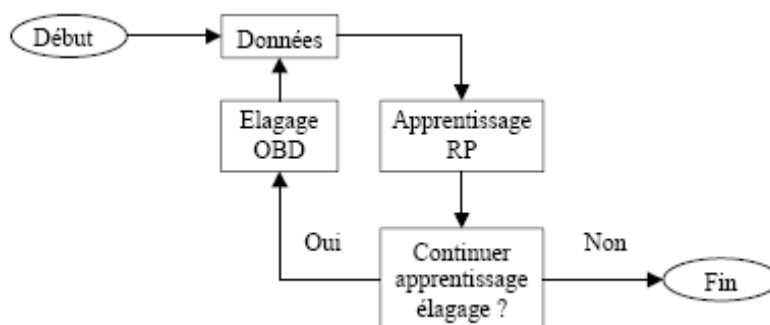 Début
Données
Elagage
OBD
Apprentissage
RP
Oui
Continuer
apprentissage
élagage ?
Non
Fin